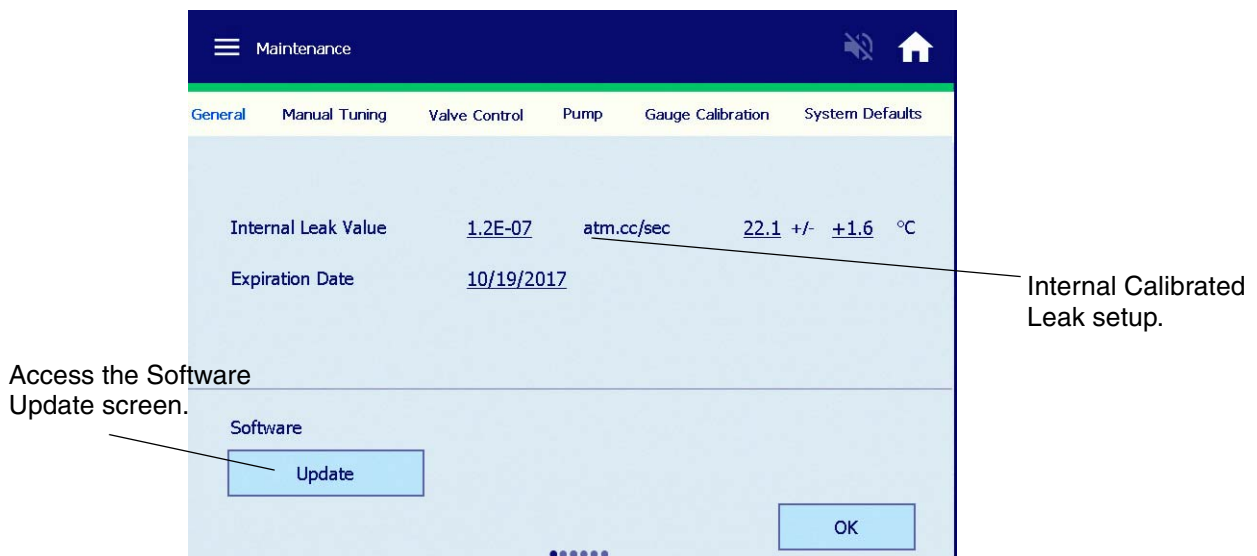 Maintenance
General Manual Tuning Valve Control Pump Gauge Calibration System Defaults
Internal Leak Value 1.2E-07 atm.cc/sec 22.1 +/- +1.6 °C
Expiration Date 10/19/2017
Internal Calibrated
Leak setup.
Access the Software
Update screen.
Software
Update
OK